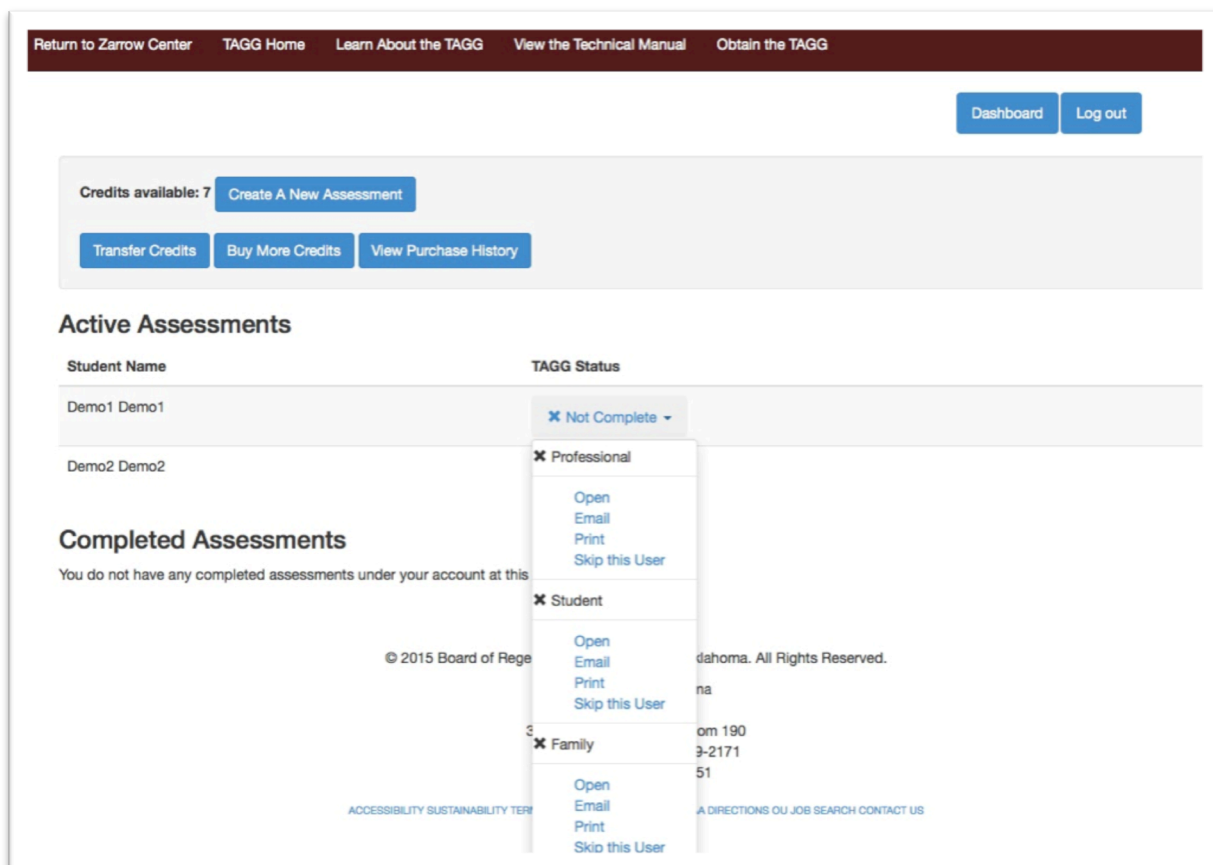 Return to Zarrow Center TAGG Home Learn About the TAGG View the Technical Manual Obtain the TAGG
Dashboard Log out
Credits available: 7 Create A New Assessment
Transfer Credits Buy More Credits View Purchase History
Active Assessments
Student Name TAGG Status
Demo1 Demo1
✖ Not Complete
✖ Professional
Demo2 Demo2
Open
Email
Print
Skip this User
Completed Assessments
You do not have any completed assessments under your account at this
✖ Student
Open
Email
Print
Skip this User
© 2015 Board of Rege lahoma. All Rights Reserved.
na
om 190
✖ Family
9-2171
51
Open
Email
Print
Skip this User
ACCESSIBILITY SUSTAINABILITY TER DIRECTIONS OU JOB SEARCH CONTACT US